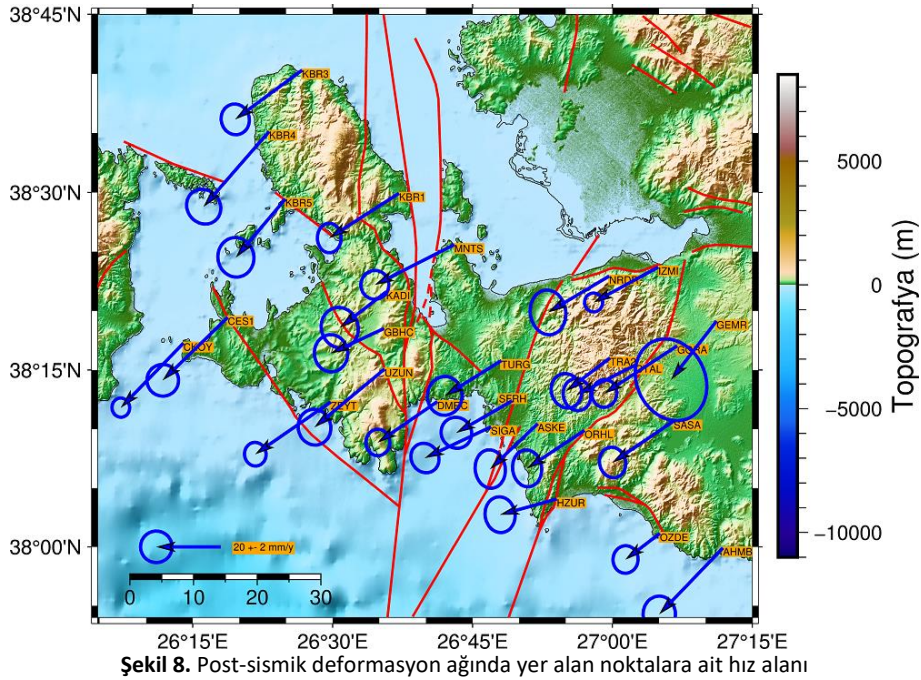 38°45'N
38°30'N
38°15'N
38°00'N
KBR3
KBR4
KBR5
KBR1
MNTS
KADI
GBHC
CES1
UZUN
ZEYT
TURG
SFRH
SIGA
ASKE
ORHL
HZUR
IZMI
GEMR
SASA
OZDE
AHMB
20 +- 2 mm/y
0 10 20 30
26°15'E 26°30'E 26°45'E 27°00'E 27°15'E
5000
0
−5000
−10000
Topografya (m)
Şekil 8. Post-sismik deformasyon ağında yer alan noktalara ait hız alanı